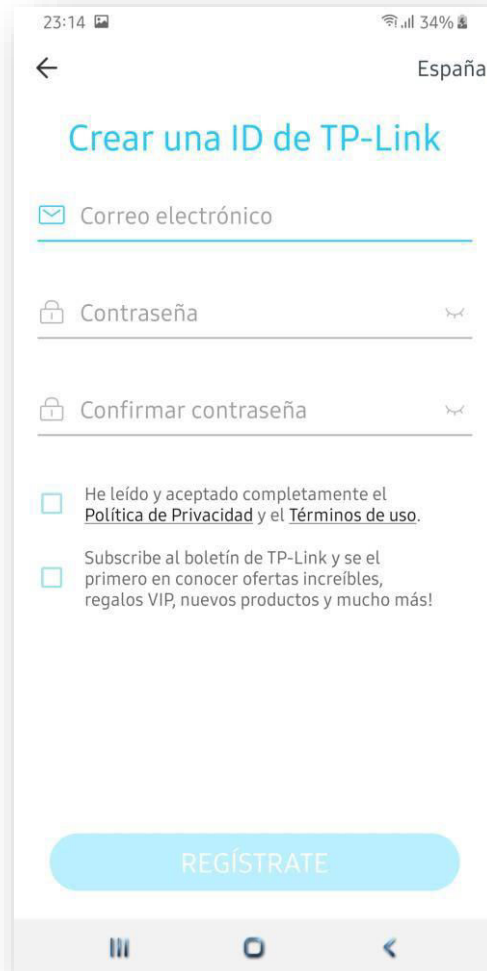 23:14 34%
España
Crear una ID de TP-Link
Correo electrónico
Contraseña
Confirmar contraseña
He leído y aceptado completamente el
Política de Privacidad y el Términos de uso.
Subscribe al boletín de TP-Link y se el
primero en conocer ofertas increíbles,
regalos VIP, nuevos productos y mucho más!
REGÍSTRATE